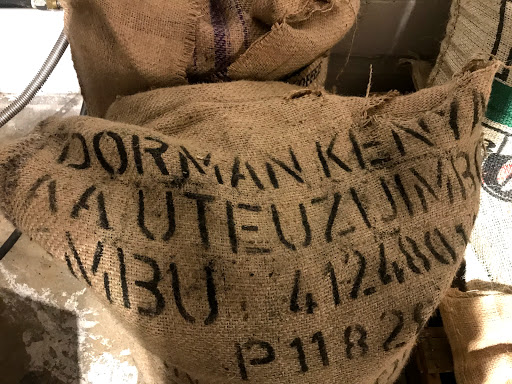 DORMAN KENY
AA UTEUZI JIMBO
MBU : 41248
P1182